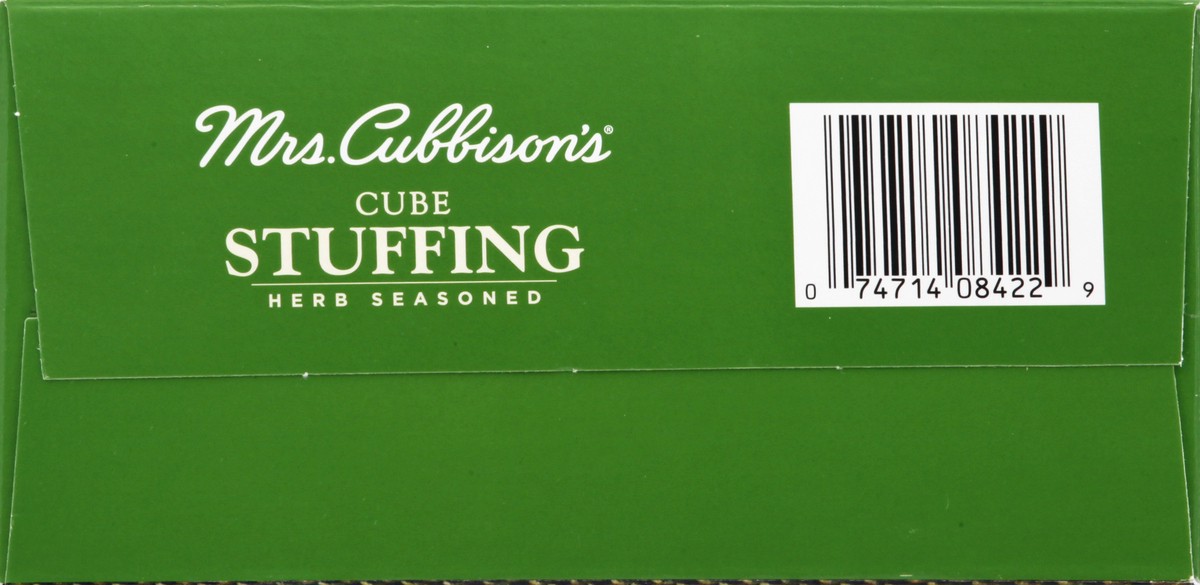 Mrs. Cubbison's®
CUBE
STUFFING
HERB SEASONED
0 74714 08422 9